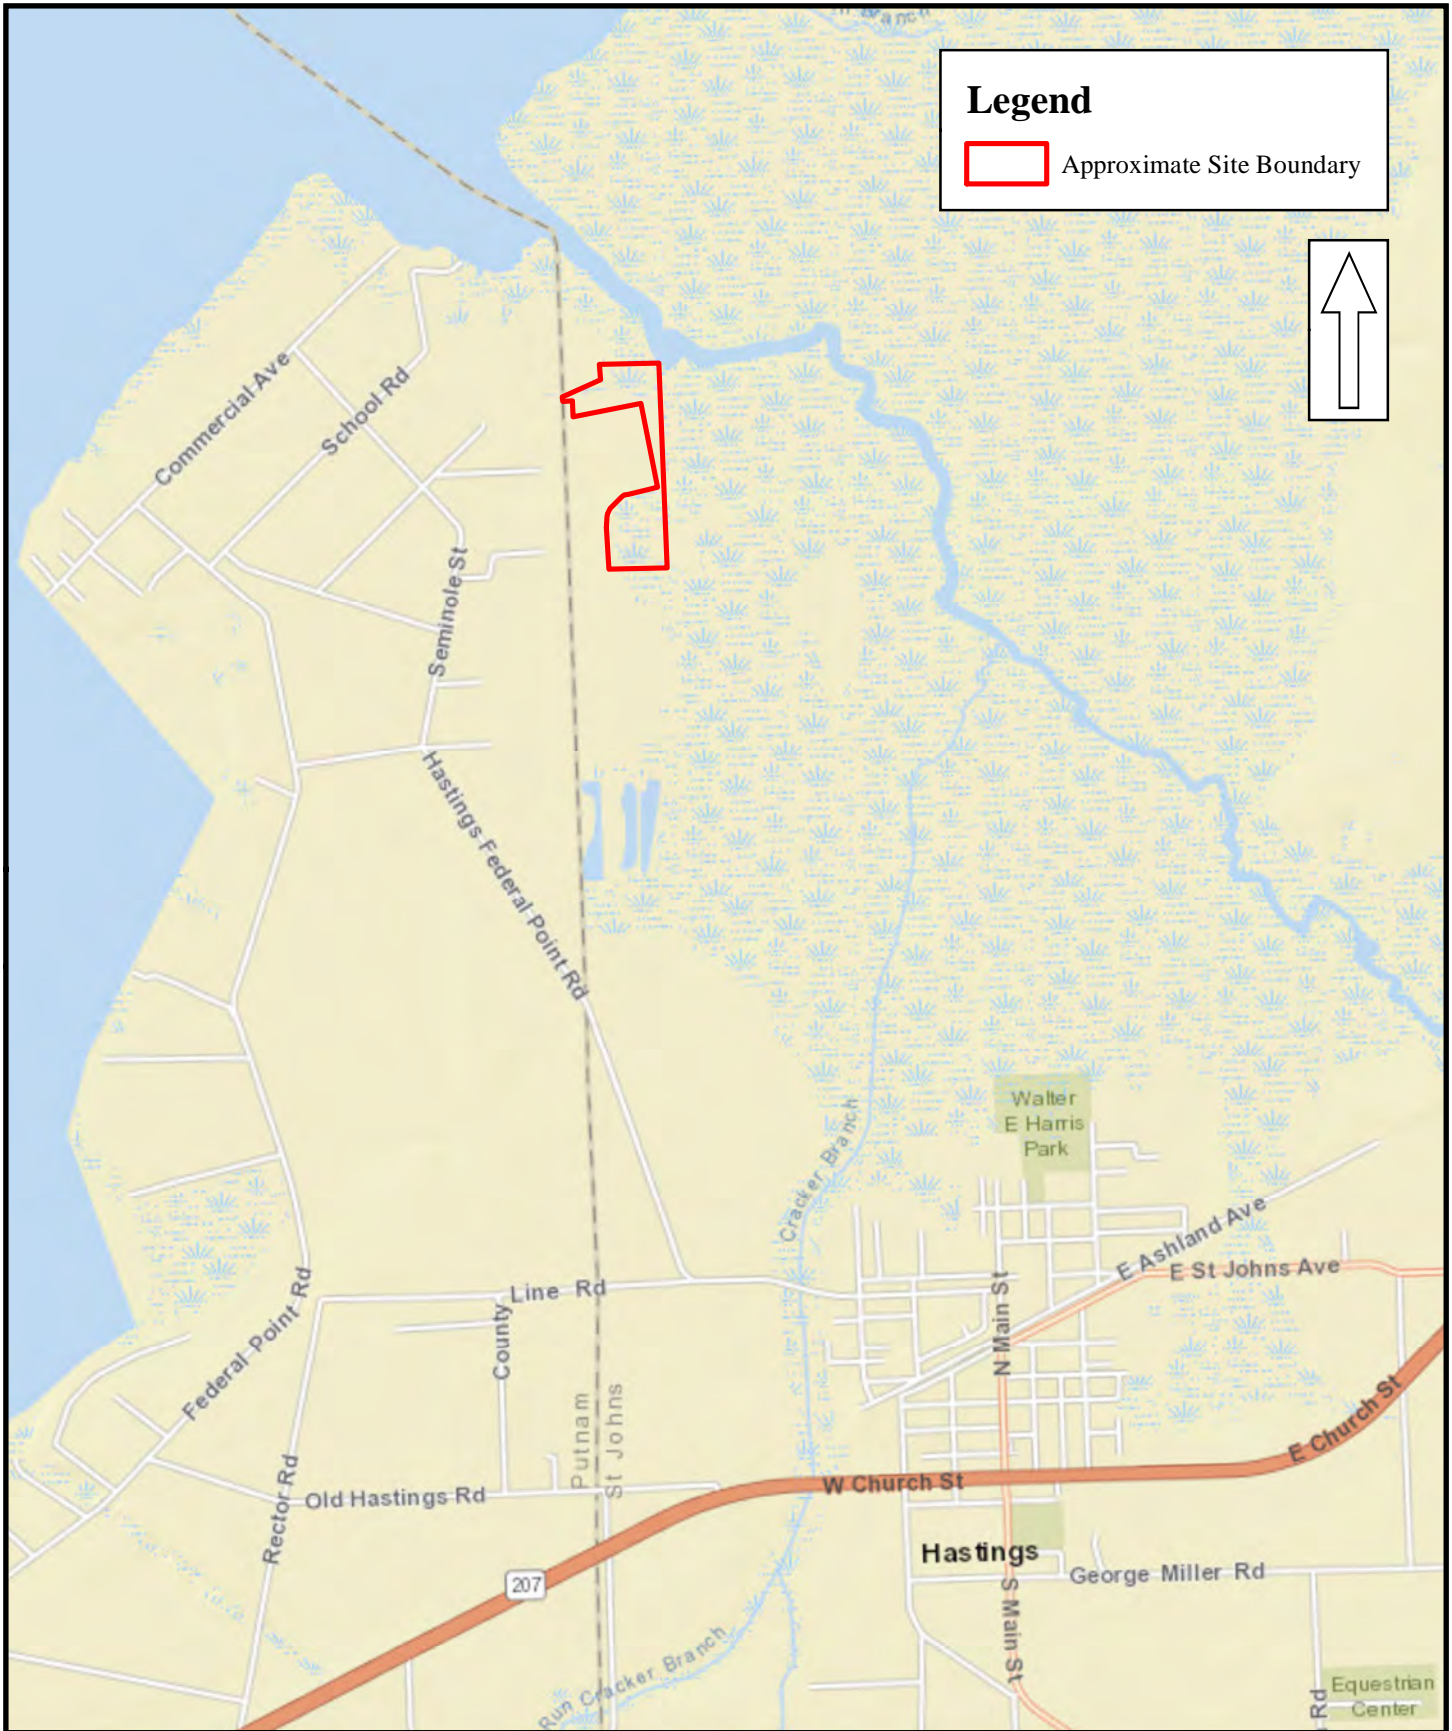 Branch
Legend
Approximate Site Boundary
Commercial Ave
School Rd
Seminole St
Hastings Federal Point Rd
Walter
E Harris
Park
Cracker Branch
E Ashland Ave
E St Johns Ave
Line Rd
N Main St
County
Federal Point Rd
Putnam
St Johns
E Church St
W Church St
Old Hastings Rd
Rector Rd
Hastings
207
George Miller Rd
S Main St
Run Cracker Branch
Equestrian
Center
Rd